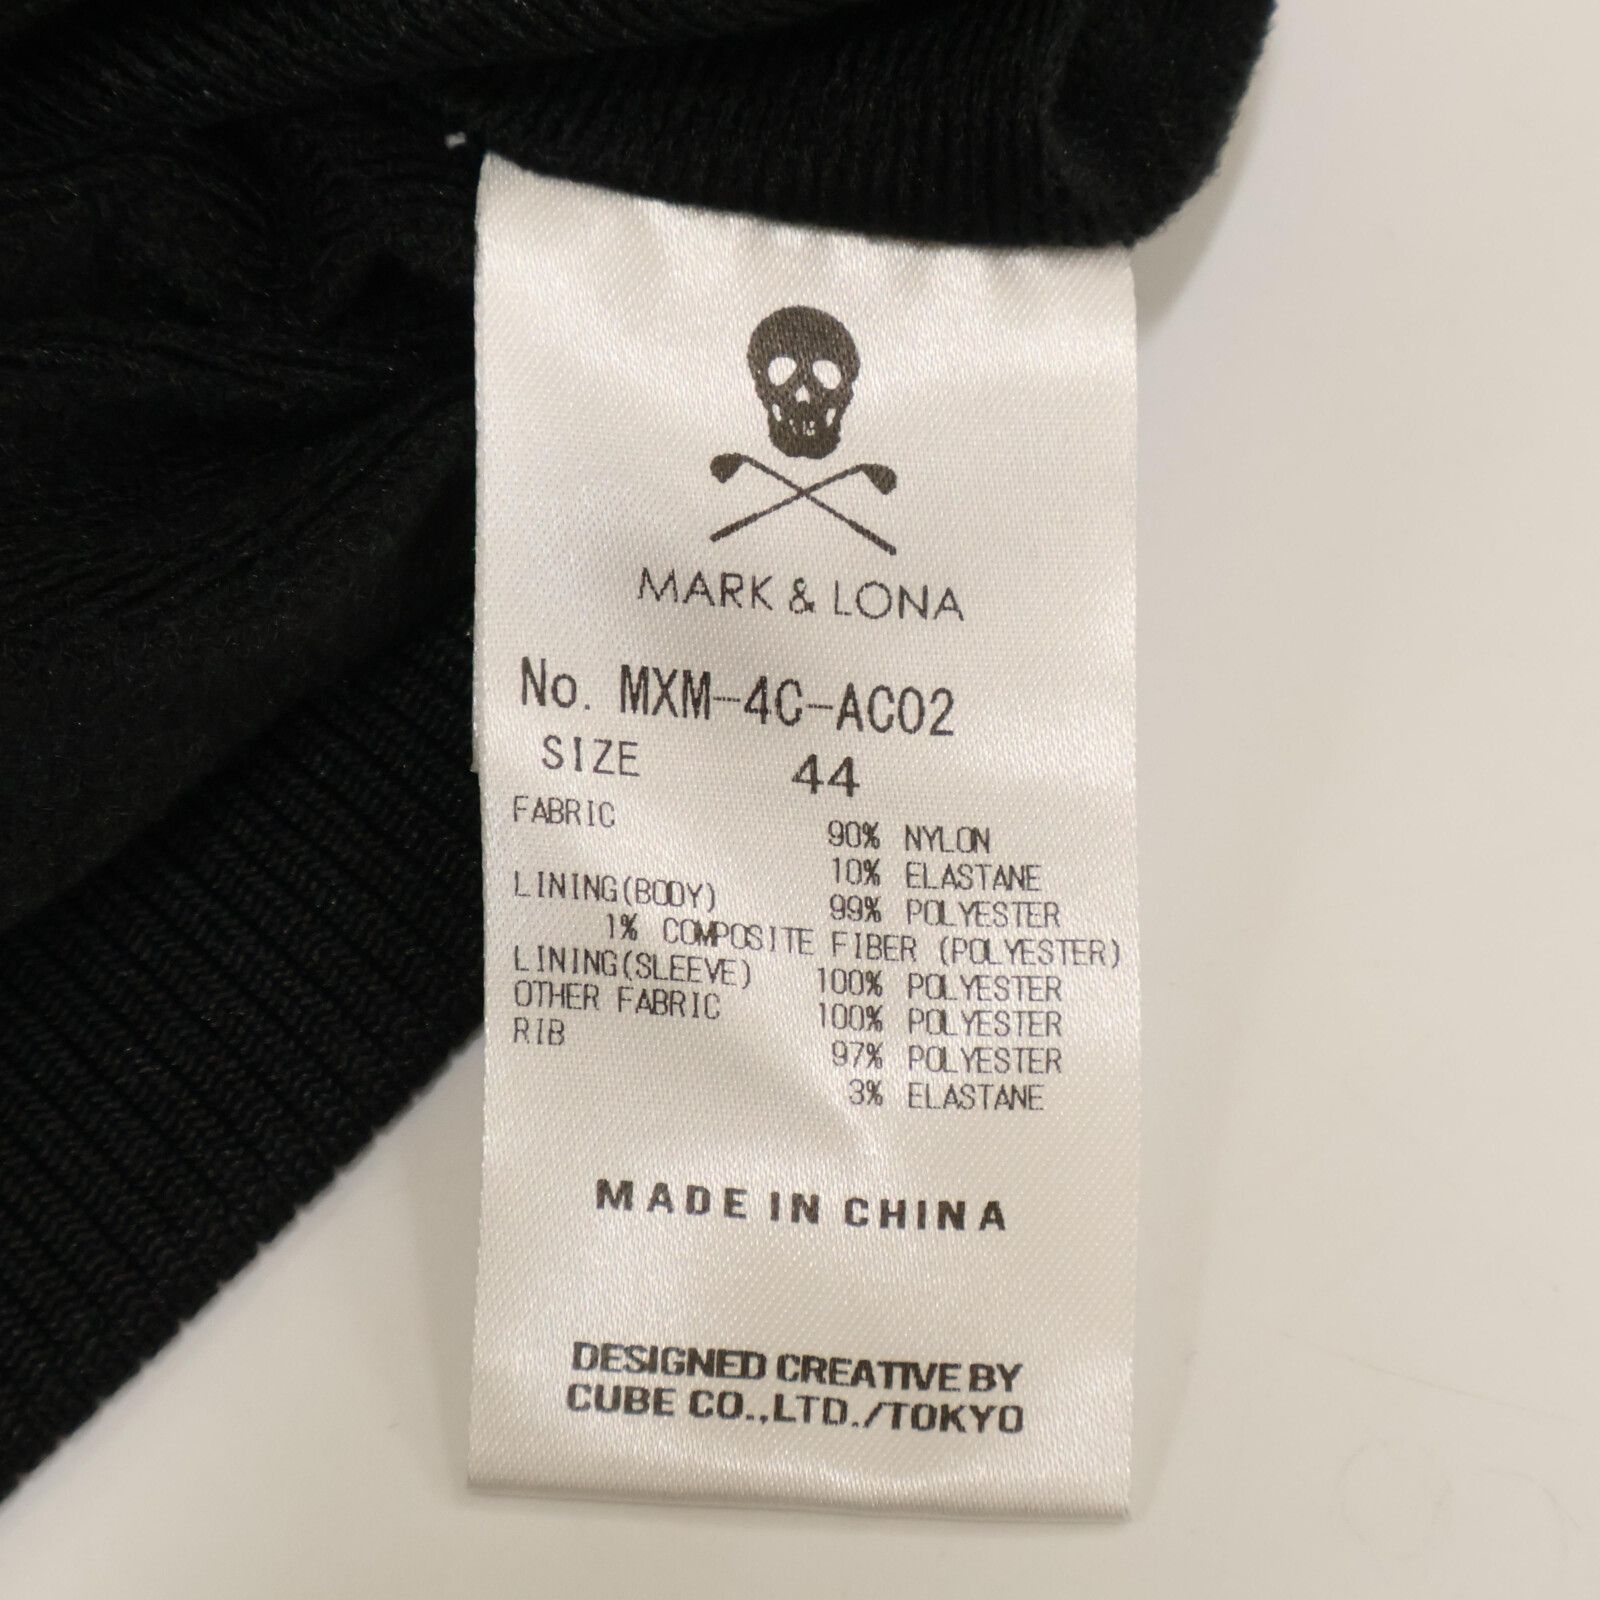 MARK & LONA
No. MXM-4C-AC02
SIZE 44
FABRIC 90% NYLON
10% ELASTANE
LINING(BODY) 99% POLYESTER
1% COMPOSITE FIBER (POLYESTER)
LINING(SLEEVE) 100% POLYESTER
OTHER FABRIC 100% POLYESTER
RIB 97% POLYESTER
3% ELASTANE
MADE IN CHINA
DESIGNED CREATIVE BY
CUBE CO.,LTD./TOKYO